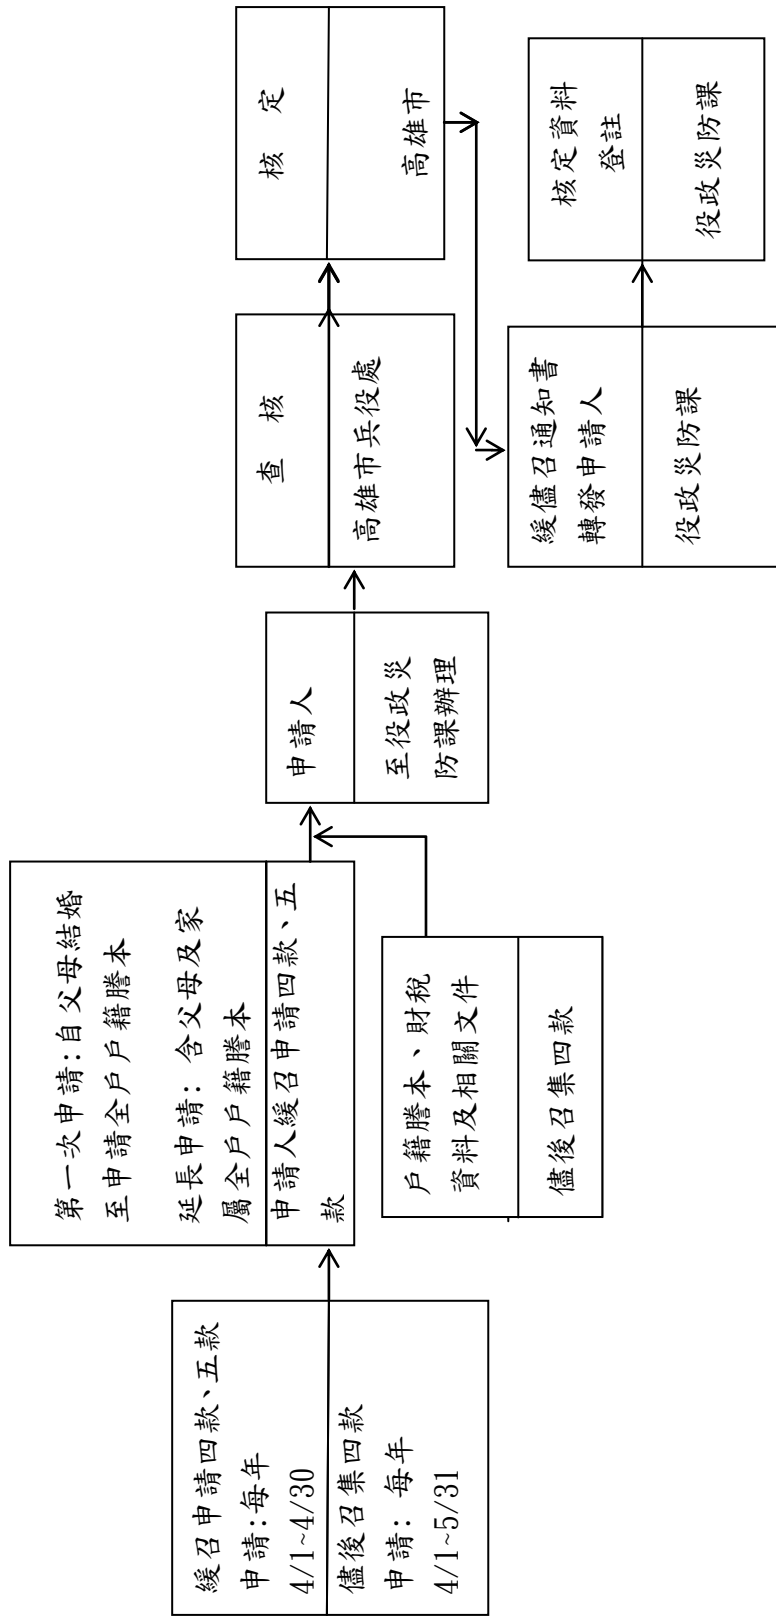 緩召申請四款、五款
申請:每年
4/1~4/30
儘後召集四款
申請: 每年
4/1~5/31
第一次申請:自父母結婚
至申請全戶戶籍謄本
延長申請: 含父母及家
屬全戶戶籍謄本
申請人緩召申請四款、五
款
戶籍謄本、財稅
資料及相關文件
儘後召集四款
申請人
至役政災
防課辦理
查 核
高雄市兵役處
核 定
高雄市
緩儘召通知書
轉發申請人
役政災防課
核定資料
登註
役政災防課